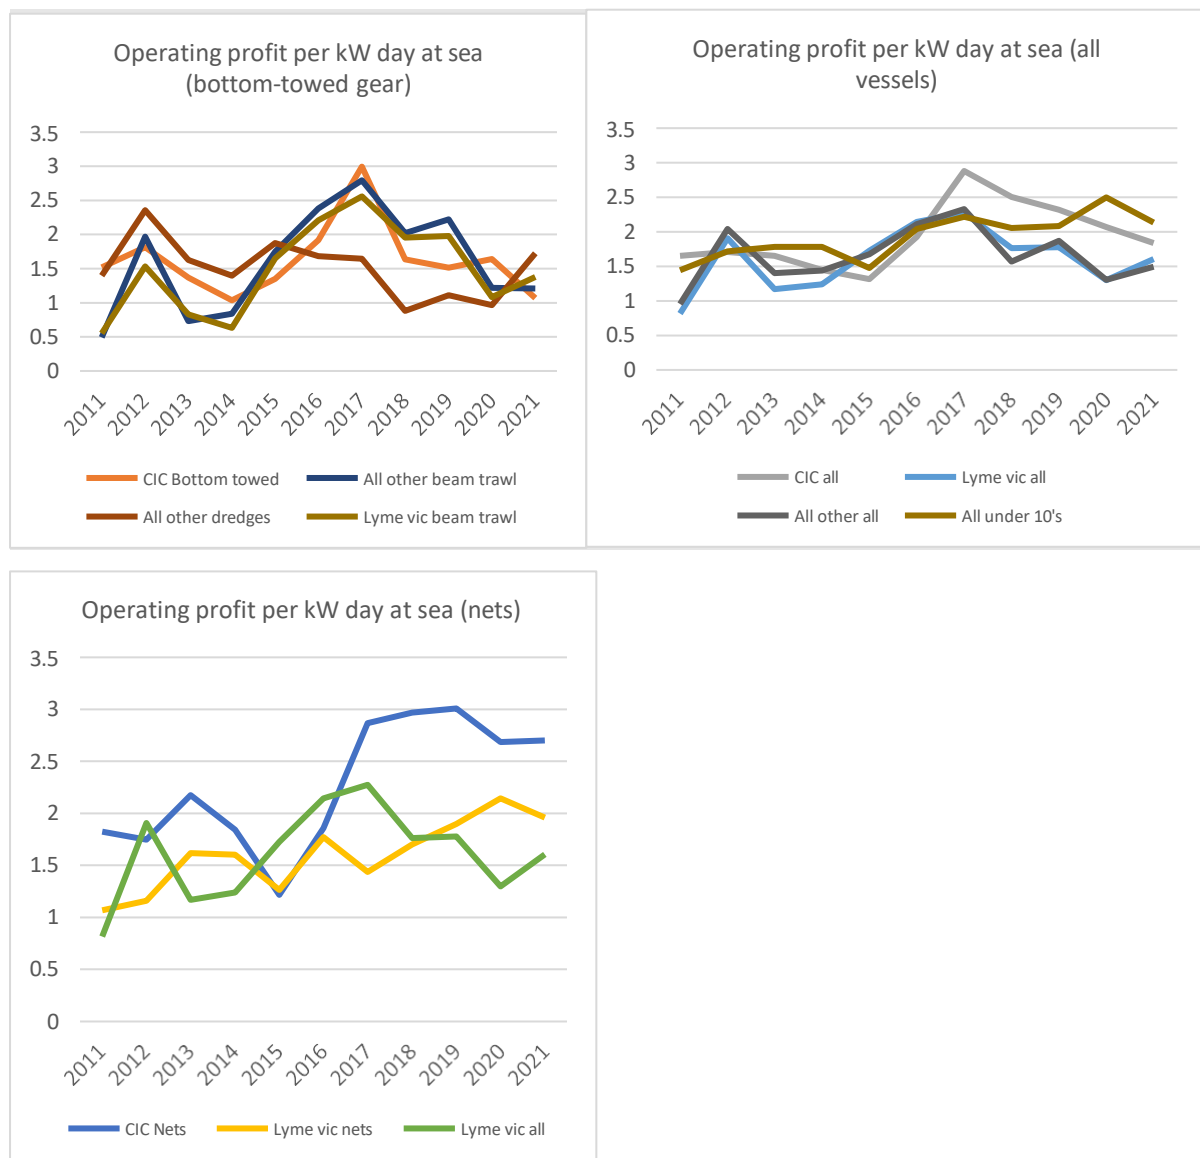 Operating profit per kW day at sea
(bottom-towed gear)
3.5
3
2.5
2
1.5
1
0.5
0
2011 2012 2013 2014 2015 2016 2017 2018 2019 2020 2021
CIC Bottom towed All other beam trawl
All other dredges Lyme vic beam trawl
Operating profit per kW day at sea (all
vessels)
3.5
3
2.5
2
1.5
1
0.5
0
2011 2012 2013 2014 2015 2016 2017 2018 2019 2020 2021
CIC all Lyme vic all
All other all All under 10's
Operating profit per kW day at sea (nets)
3.5
3
2.5
2
1.5
1
0.5
0
2011 2012 2013 2014 2015 2016 2017 2018 2019 2020 2021
CIC Nets Lyme vic nets Lyme vic all